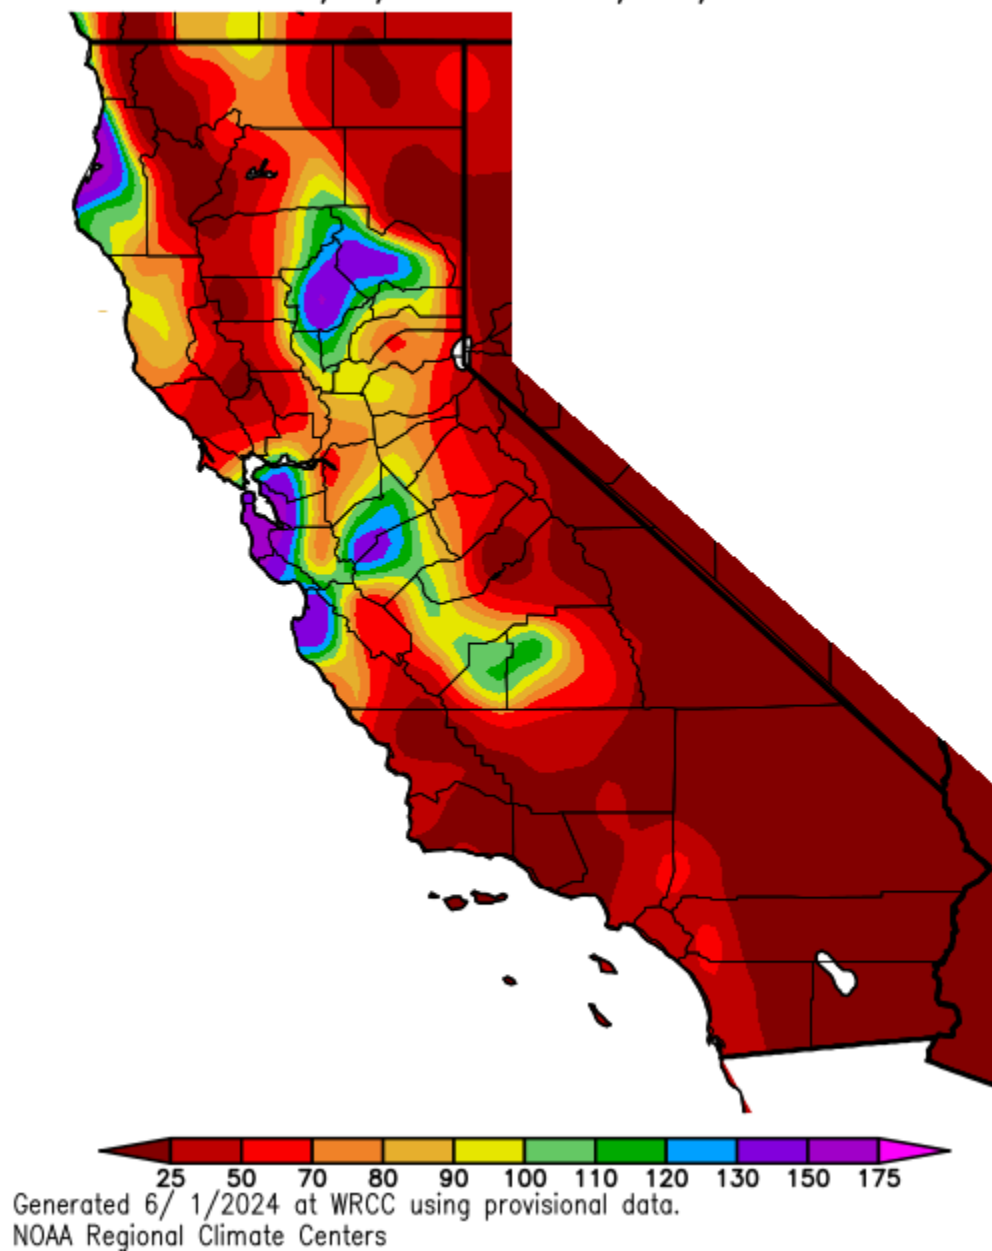 25 50 70 80 90 100 110 120 130 150 175
Generated 6/ 1/2024 at WRCC using provisional data.
NOAA Regional Climate Centers